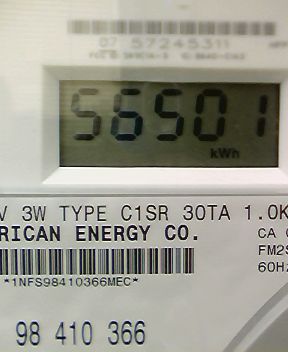 07 57245311
56501
kWh
V 3W TYPE C1SR 30TA 1.0K
RICAN ENERGY CO.
CA
FM2S
60Hz
*1NFS98410366MEC*
98 410 366